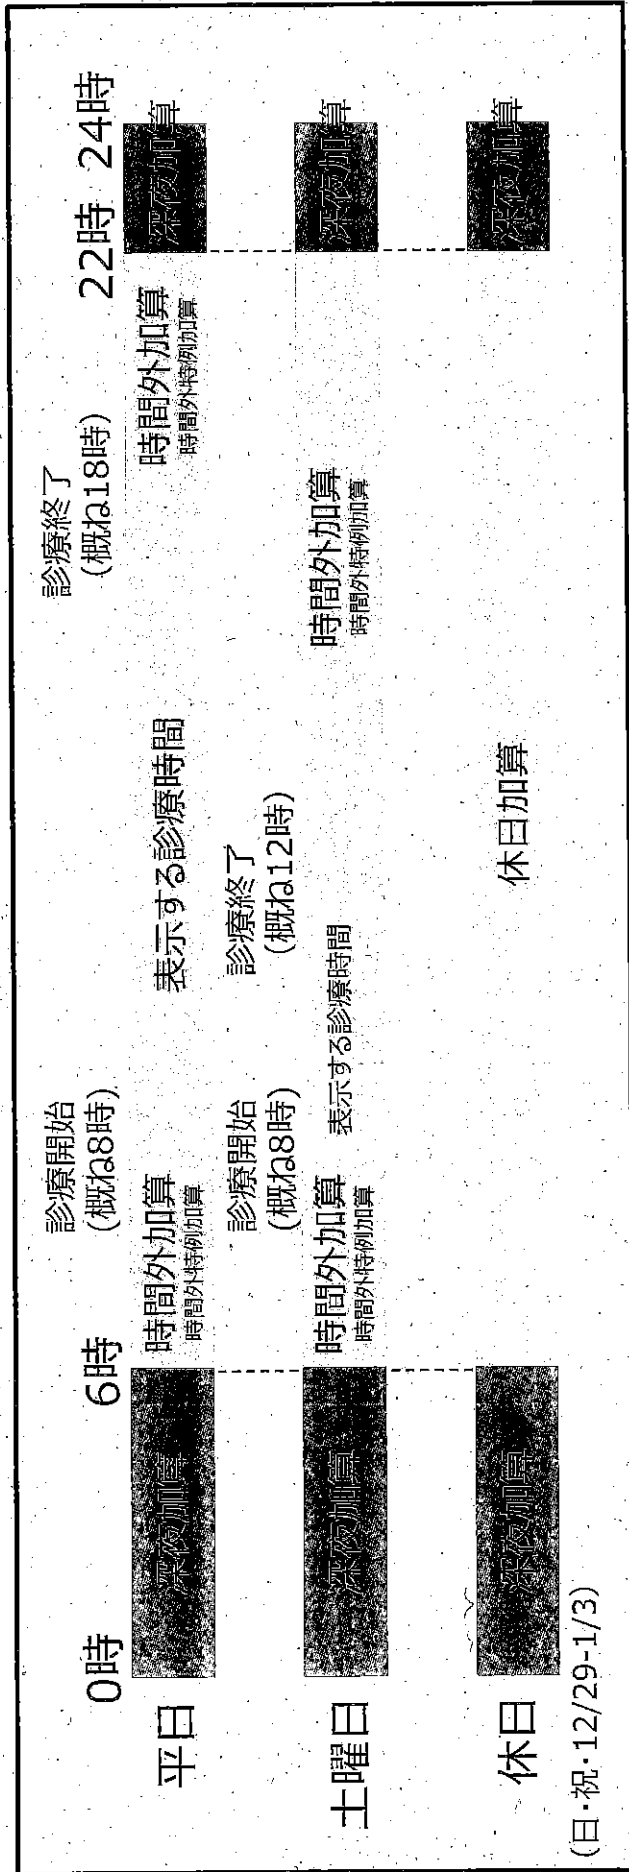 0時
6時
22時
24時
診療開始
(概ね8時)
診療終了
(概ね18時)
平日
深夜加算
時間外加算
時間外特例加算
表示する診療時間
時間外加算
時間外特例加算
深夜加算
診療開始
(概ね8時)
診療終了
(概ね12時)
土曜日
深夜加算
時間外加算
時間外特例加算
表示する診療時間
時間外加算
時間外特例加算
深夜加算
休日
深夜加算
休日加算
深夜加算
(日・祝・12/29-1/3)